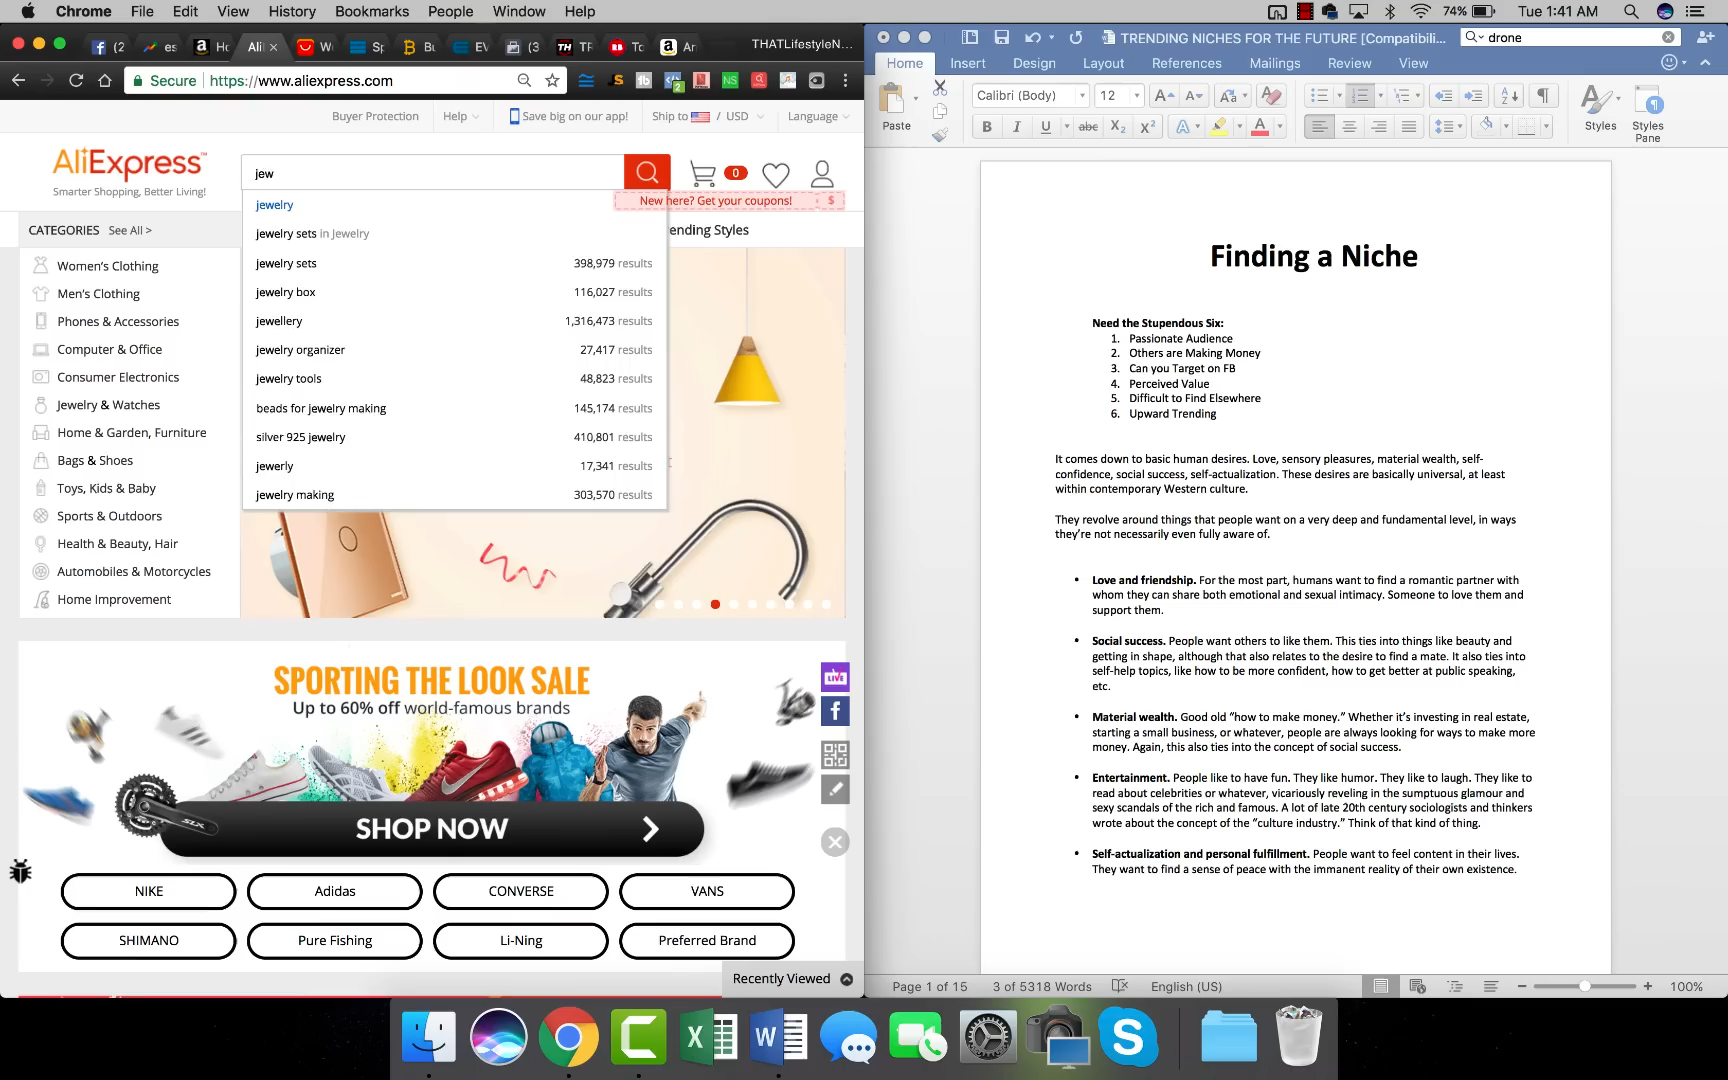 Chrome File Edit View History Bookmarks People Window Help
74% Tue 1:41 AM
(2 es Ho Ali W Sp Bu EV (3 TF To Ar THATLifestyleN...
Secure https://www.aliexpress.com
Buyer Protection Help Save big on our app! Ship to / USD Language
AliExpress
Smarter Shopping, Better Living!
jew
0
New here? Get your coupons! $
CATEGORIES See All >
ending Styles
jewelry
jewelry sets in Jewelry
jewelry sets 398,979 results
jewelry box 116,027 results
jewellery 1,316,473 results
jewelry organizer 27,417 results
jewelry tools 48,823 results
beads for jewelry making 145,174 results
silver 925 jewelry 410,801 results
jewerly 17,341 results
jewelry making 303,570 results
Women's Clothing
Men's Clothing
Phones & Accessories
Computer & Office
Consumer Electronics
Jewelry & Watches
Home & Garden, Furniture
Bags & Shoes
Toys, Kids & Baby
Sports & Outdoors
Health & Beauty, Hair
Automobiles & Motorcycles
Home Improvement
SPORTING THE LOOK SALE
Up to 60% off world-famous brands
SLX
SHOP NOW
LIVE
NIKE Adidas CONVERSE VANS
SHIMANO Pure Fishing Li-Ning Preferred Brand
Recently Viewed
TRENDING NICHES FOR THE FUTURE [Compatibili...
drone
Home Insert Design Layout References Mailings Review View
Paste
Calibri (Body) 12
Styles
Styles Pane
Finding a Niche
Need the Stupendous Six:
1. Passionate Audience
2. Others are Making Money
3. Can you Target on FB
4. Perceived Value
5. Difficult to Find Elsewhere
6. Upward Trending
It comes down to basic human desires. Love, sensory pleasures, material wealth, self-
confidence, social success, self-actualization. These desires are basically universal, at least
within contemporary Western culture.
They revolve around things that people want on a very deep and fundamental level, in ways
they're not necessarily even fully aware of.
• Love and friendship. For the most part, humans want to find a romantic partner with
whom they can share both emotional and sexual intimacy. Someone to love them and
support them.
• Social success. People want others to like them. This ties into things like beauty and
getting in shape, although that also relates to the desire to find a mate. It also ties into
self-help topics, like how to be more confident, how to get better at public speaking,
etc.
• Material wealth. Good old “how to make money.” Whether it's investing in real estate,
starting a small business, or whatever, people are always looking for ways to make more
money. Again, this also ties into the concept of social success.
• Entertainment. People like to have fun. They like humor. They like to laugh. They like to
read about celebrities or whatever, vicariously reveling in the sumptuous glamour and
sexy scandals of the rich and famous. A lot of late 20th century sociologists and thinkers
wrote about the concept of the “culture industry.” Think of that kind of thing.
• Self-actualization and personal fulfillment. People want to feel content in their lives.
They want to find a sense of peace with the immanent reality of their own existence.
Page 1 of 15 3 of 5318 Words English (US) 100%